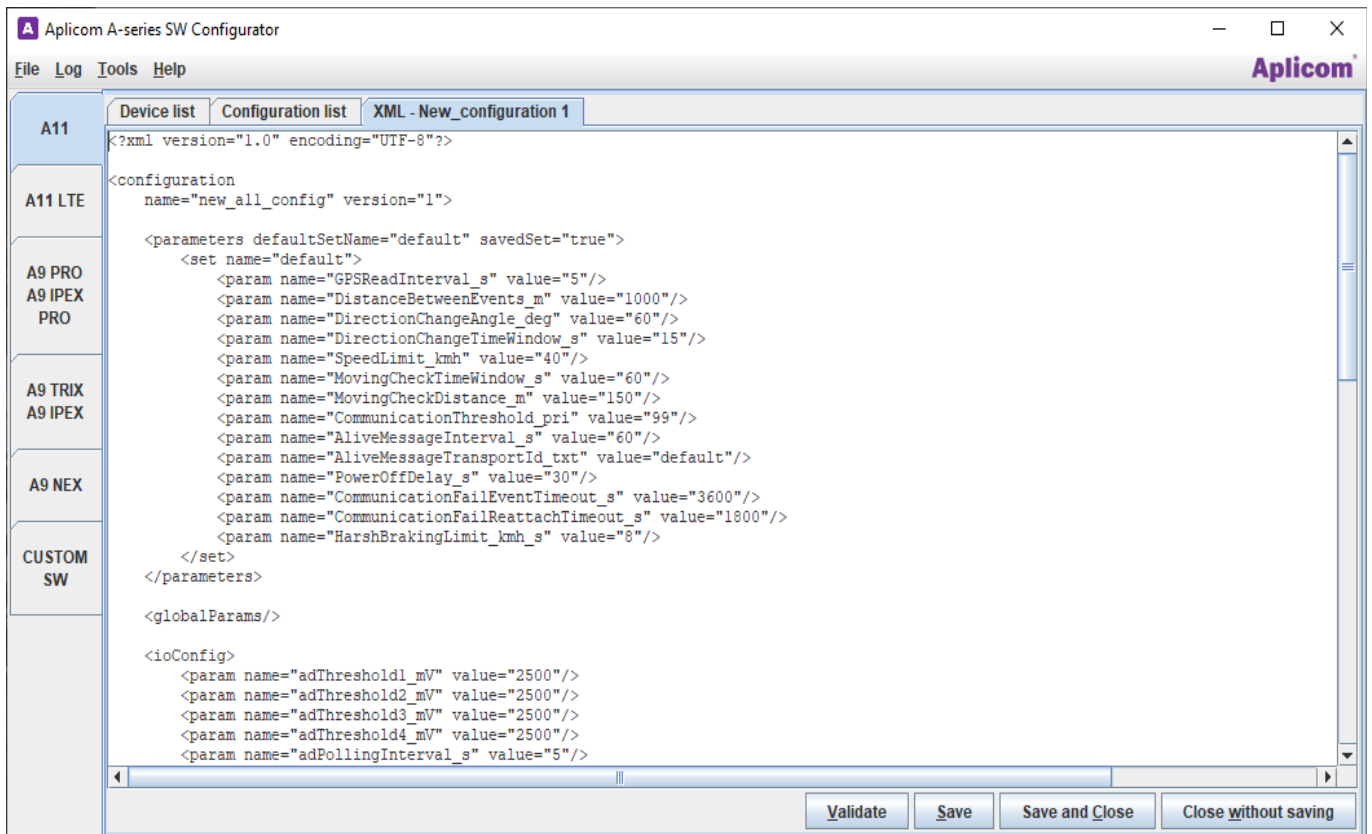 A Aplicom A-series SW Configurator
File Log Tools Help
Aplicom
A11
A11 LTE
A9 PRO
A9 IPEX
PRO
A9 TRIX
A9 IPEX
A9 NEX
CUSTOM
SW
Device list Configuration list XML - New_configuration 1
<?xml version="1.0" encoding="UTF-8"?>
<configuration
name="new_all_config" version="1">
<parameters defaultSetName="default" savedSet="true">
<set name="default">
<param name="GPSReadInterval_s" value="5"/>
<param name="DistanceBetweenEvents_m" value="1000"/>
<param name="DirectionChangeAngle_deg" value="60"/>
<param name="DirectionChangeTimeWindow_s" value="15"/>
<param name="SpeedLimit_kmh" value="40"/>
<param name="MovingCheckTimeWindow_s" value="60"/>
<param name="MovingCheckDistance_m" value="150"/>
<param name="CommunicationThreshold_pri" value="99"/>
<param name="AliveMessageInterval_s" value="60"/>
<param name="AliveMessageTransportId_txt" value="default"/>
<param name="PowerOffDelay_s" value="30"/>
<param name="CommunicationFailEventTimeout_s" value="3600"/>
<param name="CommunicationFailReattachTimeout_s" value="1800"/>
<param name="HarshBrakingLimit_kmh_s" value="8"/>
</set>
</parameters>
<globalParams/>
<ioConfig>
<param name="adThreshold1_mV" value="2500"/>
<param name="adThreshold2_mV" value="2500"/>
<param name="adThreshold3_mV" value="2500"/>
<param name="adThreshold4_mV" value="2500"/>
<param name="adPollingInterval_s" value="5"/>
Validate Save Save and Close Close without saving